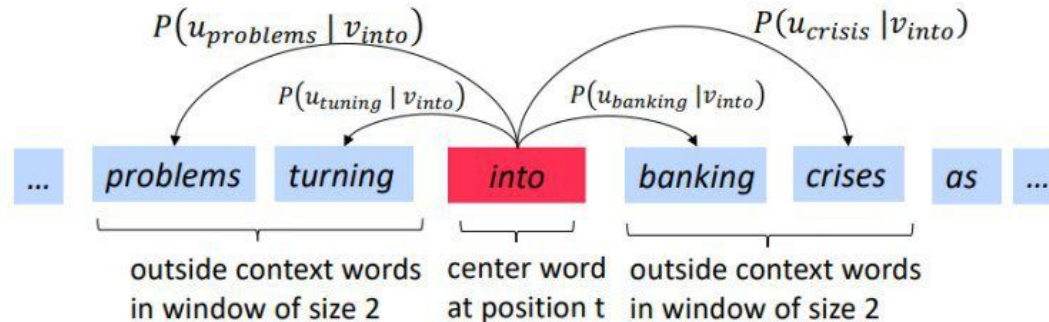 P(u_problems | v_into)
P(u_crisis | v_into)
P(u_tuning | v_into)
P(u_banking | v_into)
... problems turning into banking crises as ...
outside context words
in window of size 2
center word
at position t
outside context words
in window of size 2